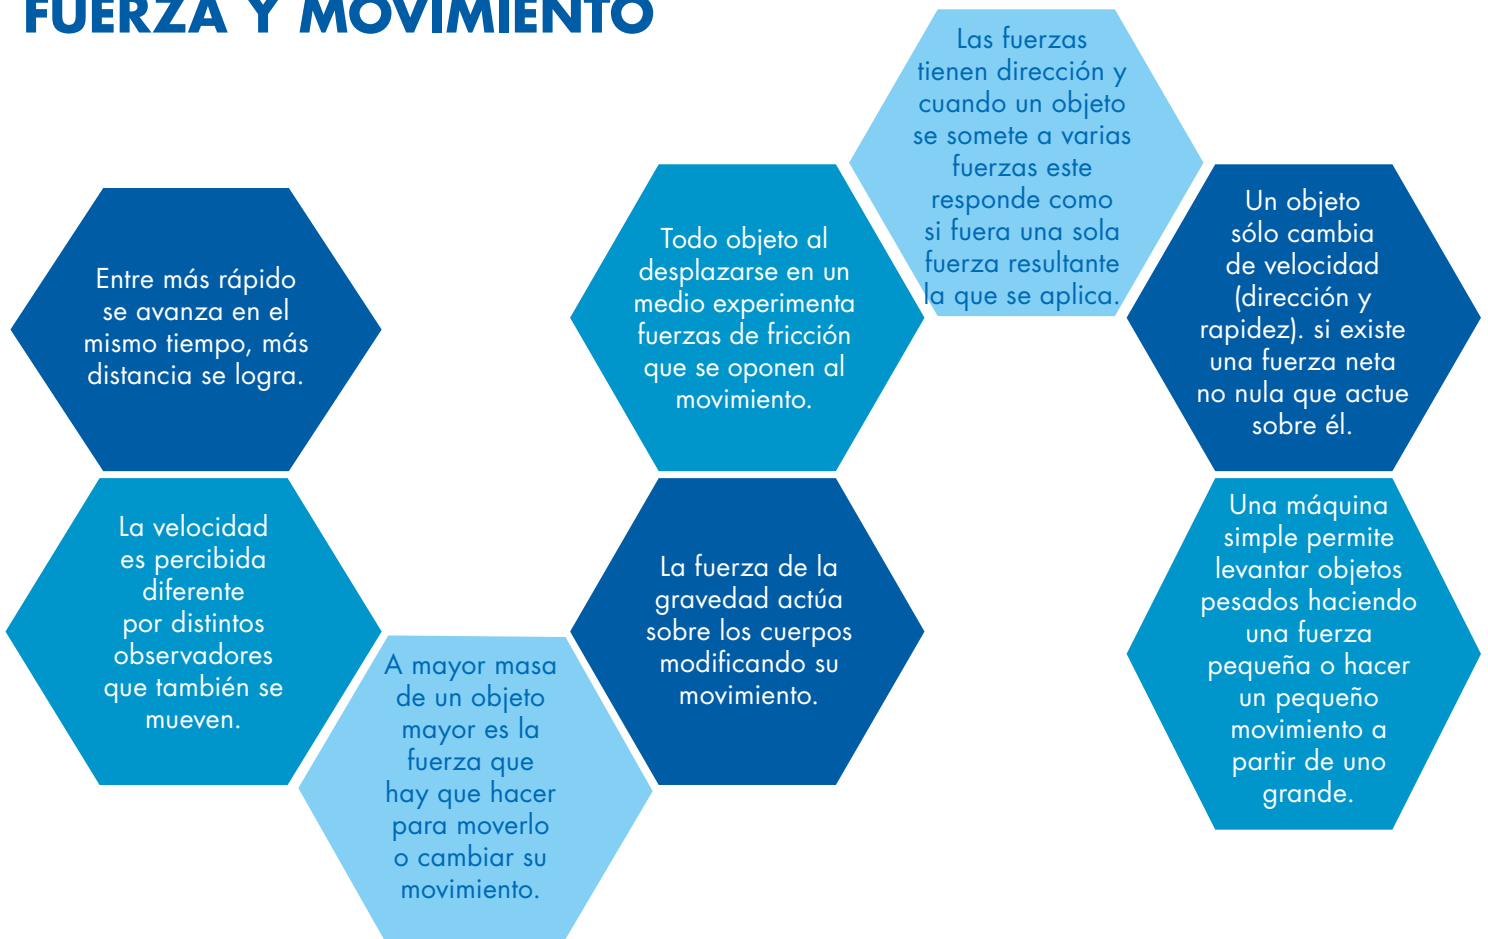 FUERZA Y MOVIMIENTO
Entre más rápido
se avanza en el
mismo tiempo, más
distancia se logra.
La velocidad
es percibida
diferente
por distintos
observadores
que también se
mueven.
A mayor masa
de un objeto
mayor es la
fuerza que
hay que hacer
para moverlo
o cambiar su
movimiento.
La fuerza de la
gravedad actúa
sobre los cuerpos
modificando su
movimiento.
Todo objeto al
desplazarse en un
medio experimenta
fuerzas de fricción
que se oponen al
movimiento.
Las fuerzas
tienen dirección y
cuando un objeto
se somete a varias
fuerzas este
responde como
si fuera una sola
fuerza resultante
la que se aplica.
Un objeto
sólo cambia
de velocidad
(dirección y
rapidez). si existe
una fuerza neta
no nula que actue
sobre él.
Una máquina
simple permite
levantar objetos
pesados haciendo
una fuerza
pequeña o hacer
un pequeño
movimiento a
partir de uno
grande.